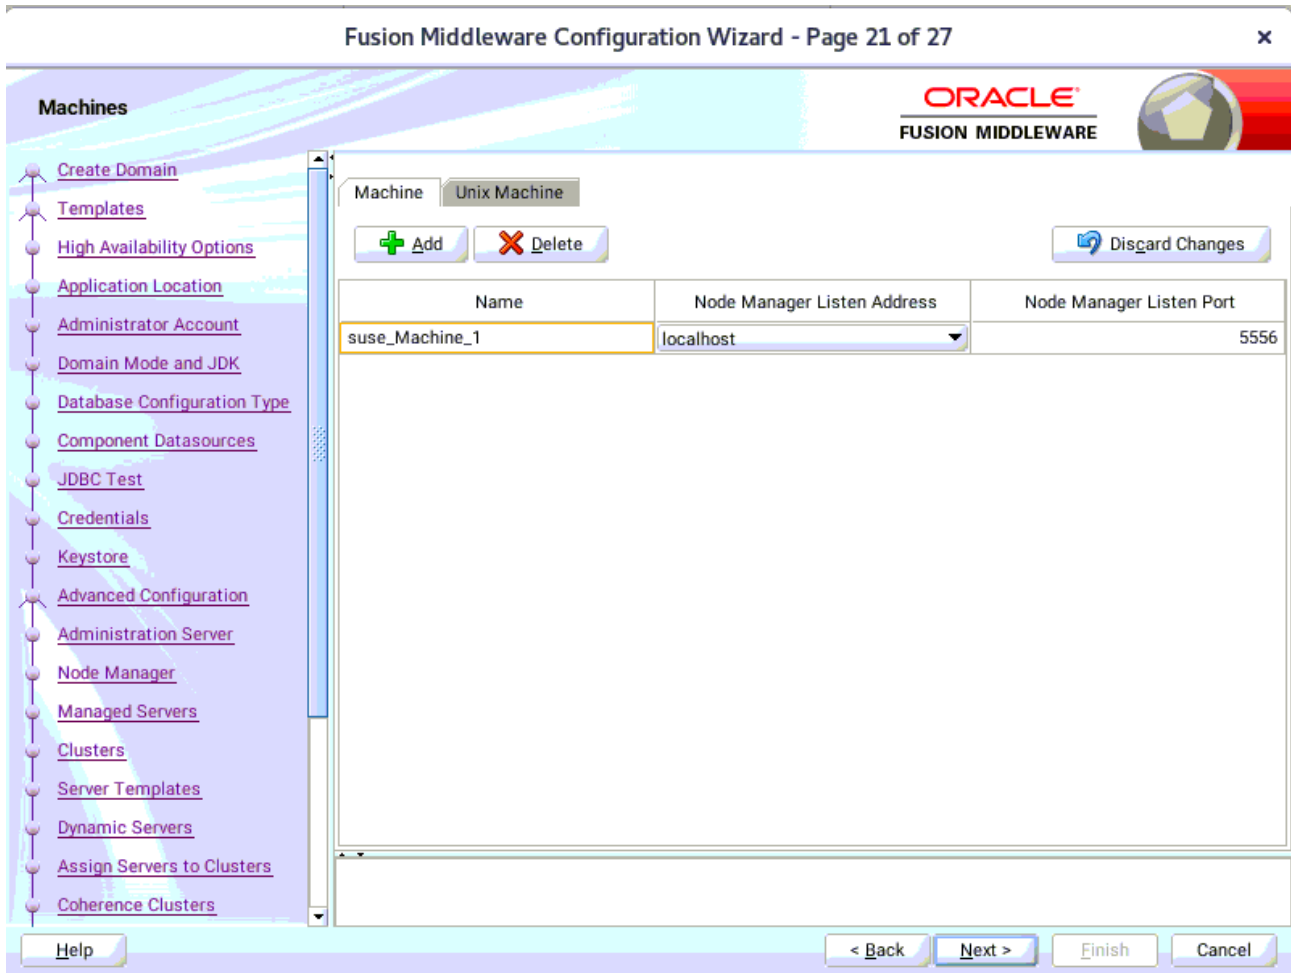 Fusion Middleware Configuration Wizard - Page 21 of 27
Machines
ORACLE
FUSION MIDDLEWARE
Create Domain
Templates
High Availability Options
Application Location
Administrator Account
Domain Mode and JDK
Database Configuration Type
Component Datasources
JDBC Test
Credentials
Keystore
Advanced Configuration
Administration Server
Node Manager
Managed Servers
Clusters
Server Templates
Dynamic Servers
Assign Servers to Clusters
Coherence Clusters
Machine Unix Machine
Add Delete Discard Changes
Name Node Manager Listen Address Node Manager Listen Port
suse_Machine_1 localhost 5556
Help < Back Next > Finish Cancel